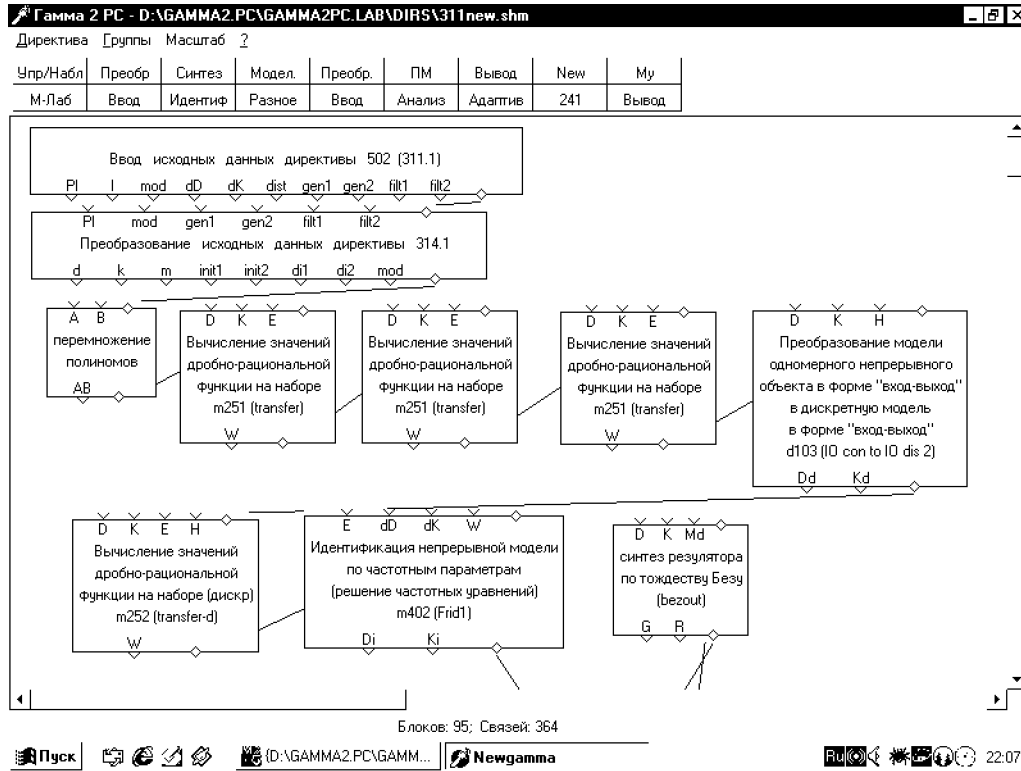 Гамма 2 PC - D:\GAMMA2.PC\GAMMA2PC.LAB\DIRS\311new.shm
Директива Группы Масштаб ?
Упр/Набл Преобр Синтез Модел. Преобр. ПМ Вывод New My
М-Лаб Ввод Идентиф Разное Ввод Анализ Адаптив 241 Вывод
Ввод исходных данных директивы 502 (311.1)
PI I mod dD dK dist gen1 gen2 filt1 filt2
PI mod gen1 gen2 filt1 filt2
Преобразование исходных данных директивы 314.1
d k m init1 init2 di1 di2 mod
A B
перемножение
полиномов
AB
D K E
Вычисление значений
дробно-рациональной
функции на наборе
m251 (transfer)
W
D K E
Вычисление значений
дробно-рациональной
функции на наборе
m251 (transfer)
W
D K E
Вычисление значений
дробно-рациональной
функции на наборе
m251 (transfer)
W
D K H
Преобразование модели
одномерного непрерывного
объекта в форме "вход-выход"
в дискретную модель
в форме "вход-выход"
d103 (IO con to IO dis 2)
Dd Kd
D K E H
Вычисление значений
дробно-рациональной
функции на наборе (дискр)
m252 (transfer-d)
W
E dD dK W
Идентификация непрерывной модели
по частотным параметрам
(решение частотных уравнений)
m402 (Frid1)
Di Ki
D K Md
синтез резулятора
по тождеству Безу
(bezout)
G R
Блоков: 95; Связей: 364
Пуск {D:\GAMMA2.PC\GAMM... Newgamma Ru 22:07